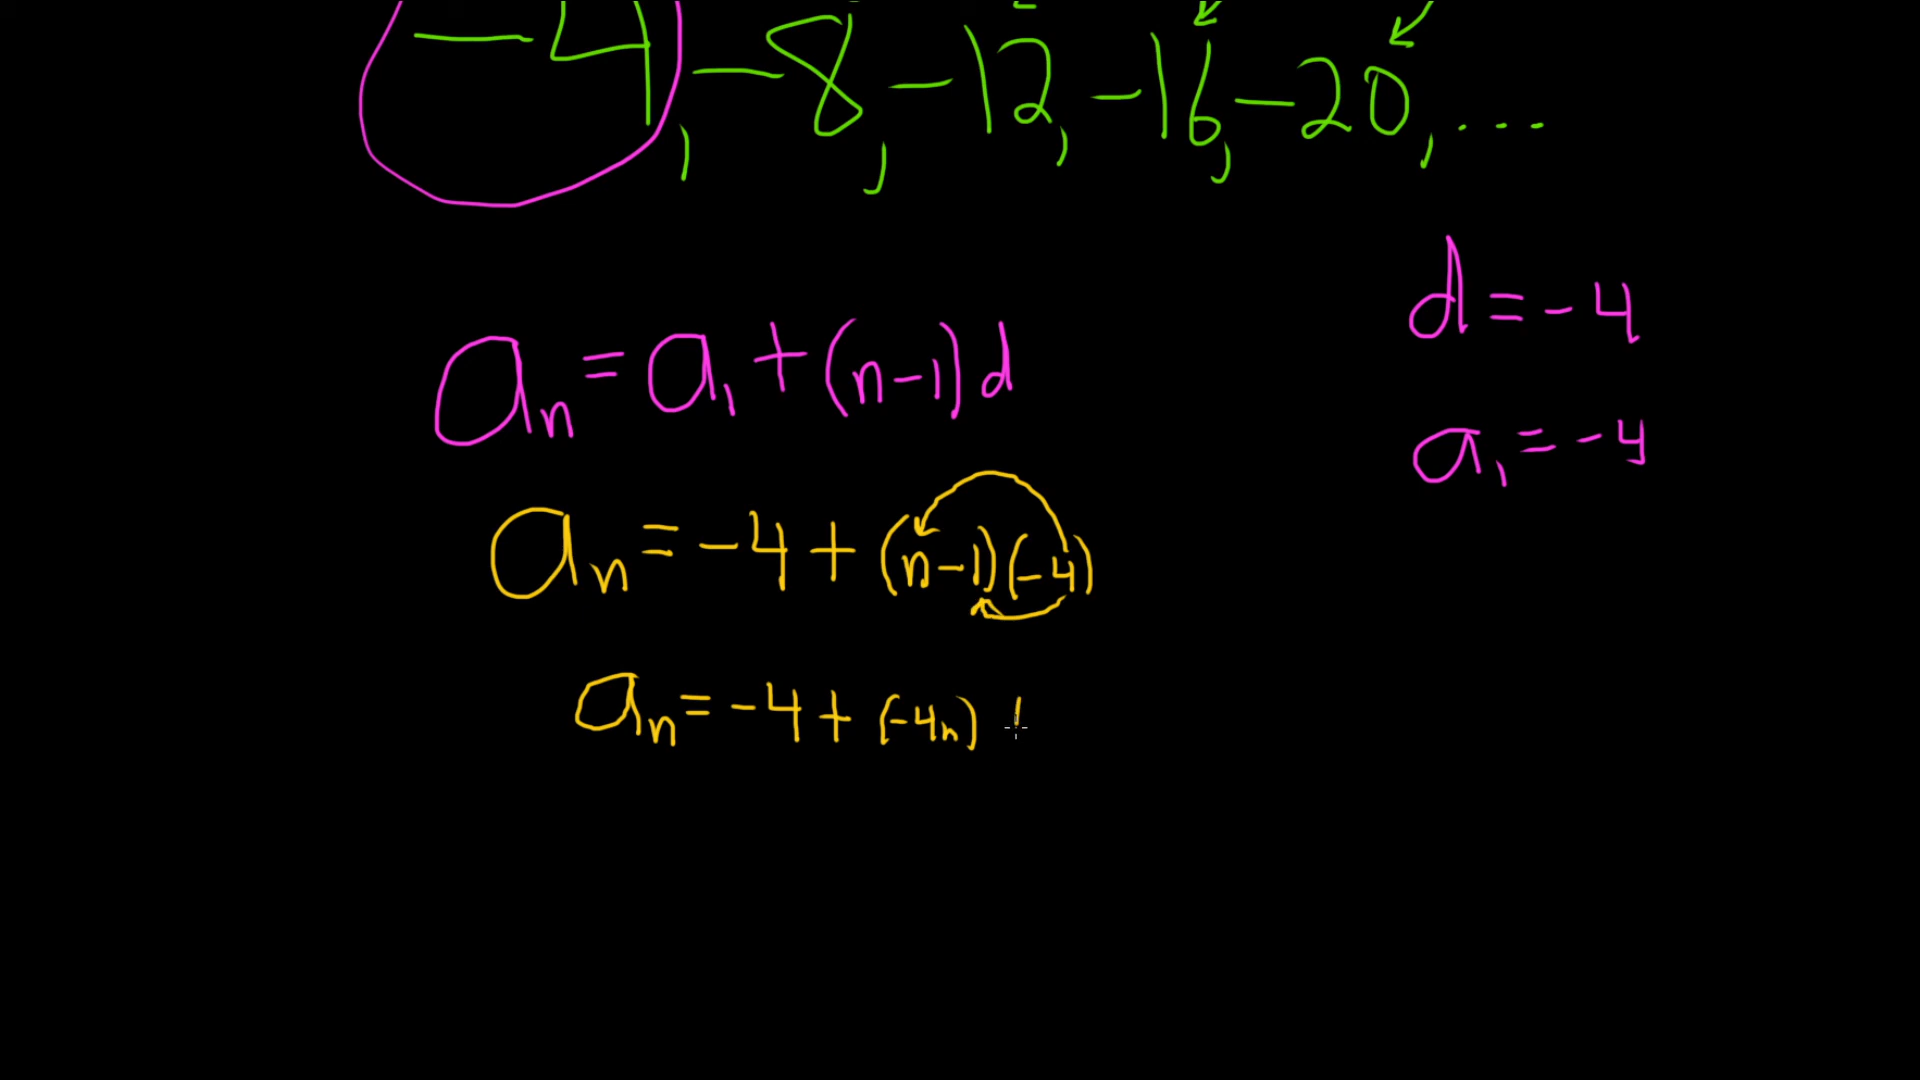 -4, -8, -12, -16, -20, ...
d = -4
aₙ = a₁ + (n-1)d
a₁ = -4
aₙ = -4 + (n-1)(-4)
aₙ = -4 + (-4n) +